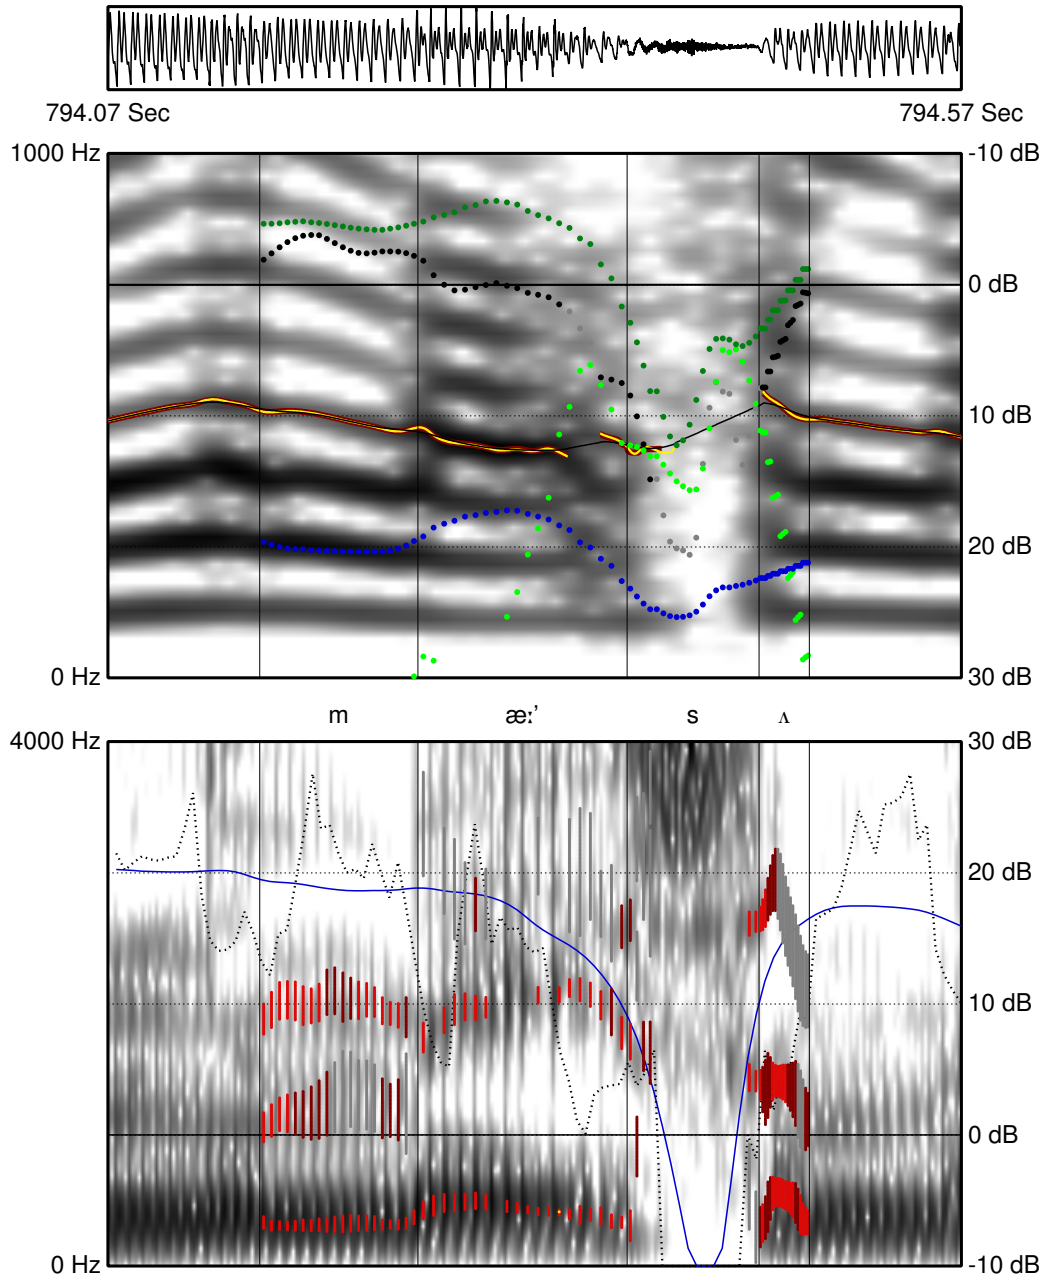 794.07 Sec 794.57 Sec
1000 Hz -10 dB
0 dB
10 dB
20 dB
0 Hz 30 dB
m æː’ s ʌ
4000 Hz 30 dB
20 dB
10 dB
0 dB
0 Hz -10 dB